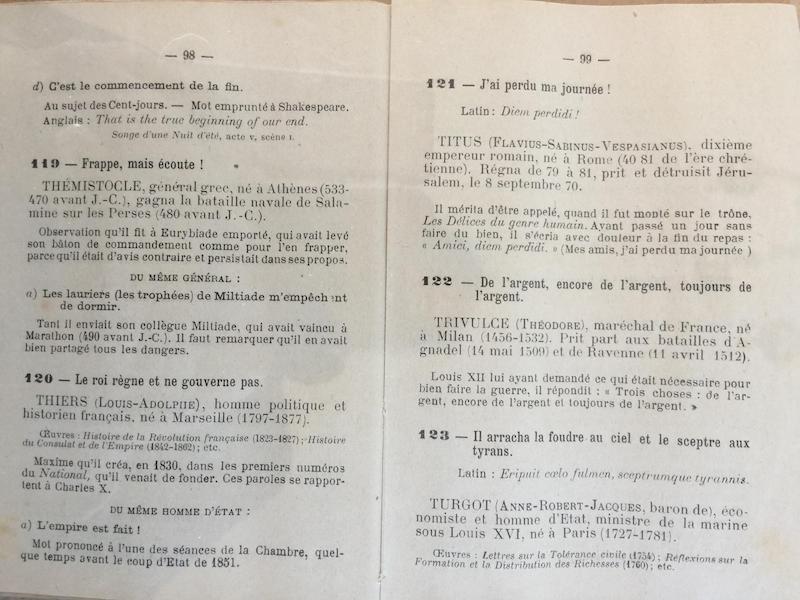 — 98 —
d) C'est le commencement de la fin.
Au sujet des Cent-jours. — Mot emprunté à Shakespeare.
Anglais : That is the true beginning of our end.
Songe d'une Nuit d'été, acte v, scène I.
119 — Frappe, mais écoute !
THÉMISTOCLE, général grec, né à Athènes (533-
470 avant J.-C.), gagna la bataille navale de Sala-
mine sur les Perses (480 avant J.-C.).
Observation qu'il fit à Eurybiade emporté, qui avait levé
son bâton de commandement comme pour l'en frapper,
parce qu'il était d'avis contraire et persistait dans ses propos.
DU MÊME GÉNÉRAL :
a) Les lauriers (les trophées) de Miltiade m'empêchent
de dormir.
Tant il enviait son collègue Miltiade, qui avait vaincu à
Marathon (490 avant J.-C.). Il faut remarquer qu'il en avait
bien partagé tous les dangers.
120 — Le roi règne et ne gouverne pas.
THIERS (LOUIS-ADOLPHE), homme politique et
historien français, né à Marseille (1797-1877).
Œuvres : Histoire de la Révolution française (1823-1827) ; Histoire
du Consulat et de l'Empire (1842-1862) ; etc.
Maxime qu'il créa, en 1830, dans les premiers numéros
du National, qu'il venait de fonder. Ces paroles se rappor-
tent à Charles X.
DU MÊME HOMME D'ÉTAT :
a) L'empire est fait !
Mot prononcé à l'une des séances de la Chambre, quel-
que temps avant le coup d'Etat de 1851.
— 99 —
121 — J'ai perdu ma journée !
Latin : Diem perdidi !
TITUS (FLAVIUS-SABINUS-VESPASIANUS), dixième
empereur romain, né à Rome (40 81 de l'ère chré-
tienne). Régna de 79 à 81, prit et détruisit Jéru-
salem, le 8 septembre 70.
Il mérita d'être appelé, quand il fut monté sur le trône,
Les Délices du genre humain. Ayant passé un jour sans
faire du bien, il s'écria avec douleur à la fin du repas :
« Amici, diem perdidi. » (Mes amis, j'ai perdu ma journée )
122 — De l'argent, encore de l'argent, toujours de
l'argent.
TRIVULCE (THÉODORE), maréchal de France, né
à Milan (1456-1532). Prit part aux batailles d'A-
gnadel (14 mai 1509) et de Ravenne (11 avril 1512).
Louis XII lui ayant demandé ce qui était nécessaire pour
bien faire la guerre, il répondit : « Trois choses : de l'ar-
gent, encore de l'argent et toujours de l'argent. »
123 — Il arracha la foudre au ciel et le sceptre aux
tyrans.
Latin : Eripuit cœlo fulmen, sceptrumque tyrannis.
TURGOT (ANNE-ROBERT-JACQUES, baron de), éco-
nomiste et homme d'Etat, ministre de la marine
sous Louis XVI, né à Paris (1727-1781).
Œuvres : Lettres sur la Tolérance civile (1754) ; Réflexions sur la
Formation et la Distribution des Richesses (1760) ; etc.